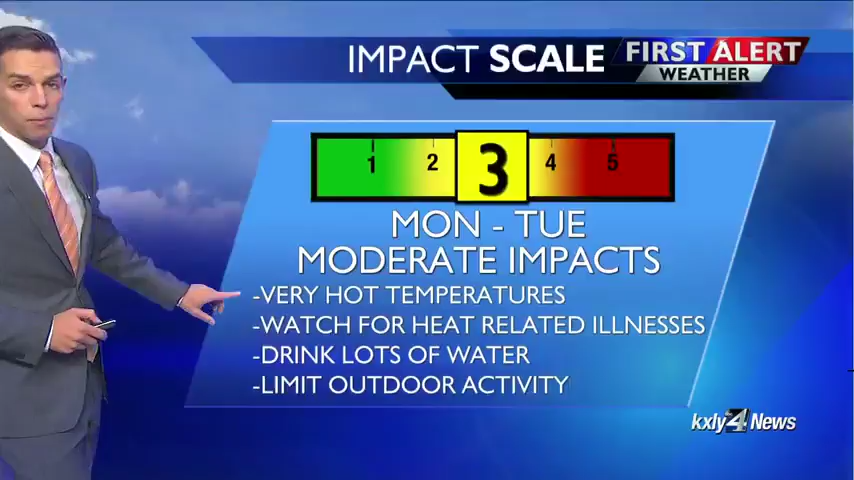 IMPACT SCALE
FIRST ALERT
WEATHER
1 2 3 4 5
MON - TUE
MODERATE IMPACTS
-VERY HOT TEMPERATURES
-WATCH FOR HEAT RELATED ILLNESSES
-DRINK LOTS OF WATER
-LIMIT OUTDOOR ACTIVITY
kxly4 News